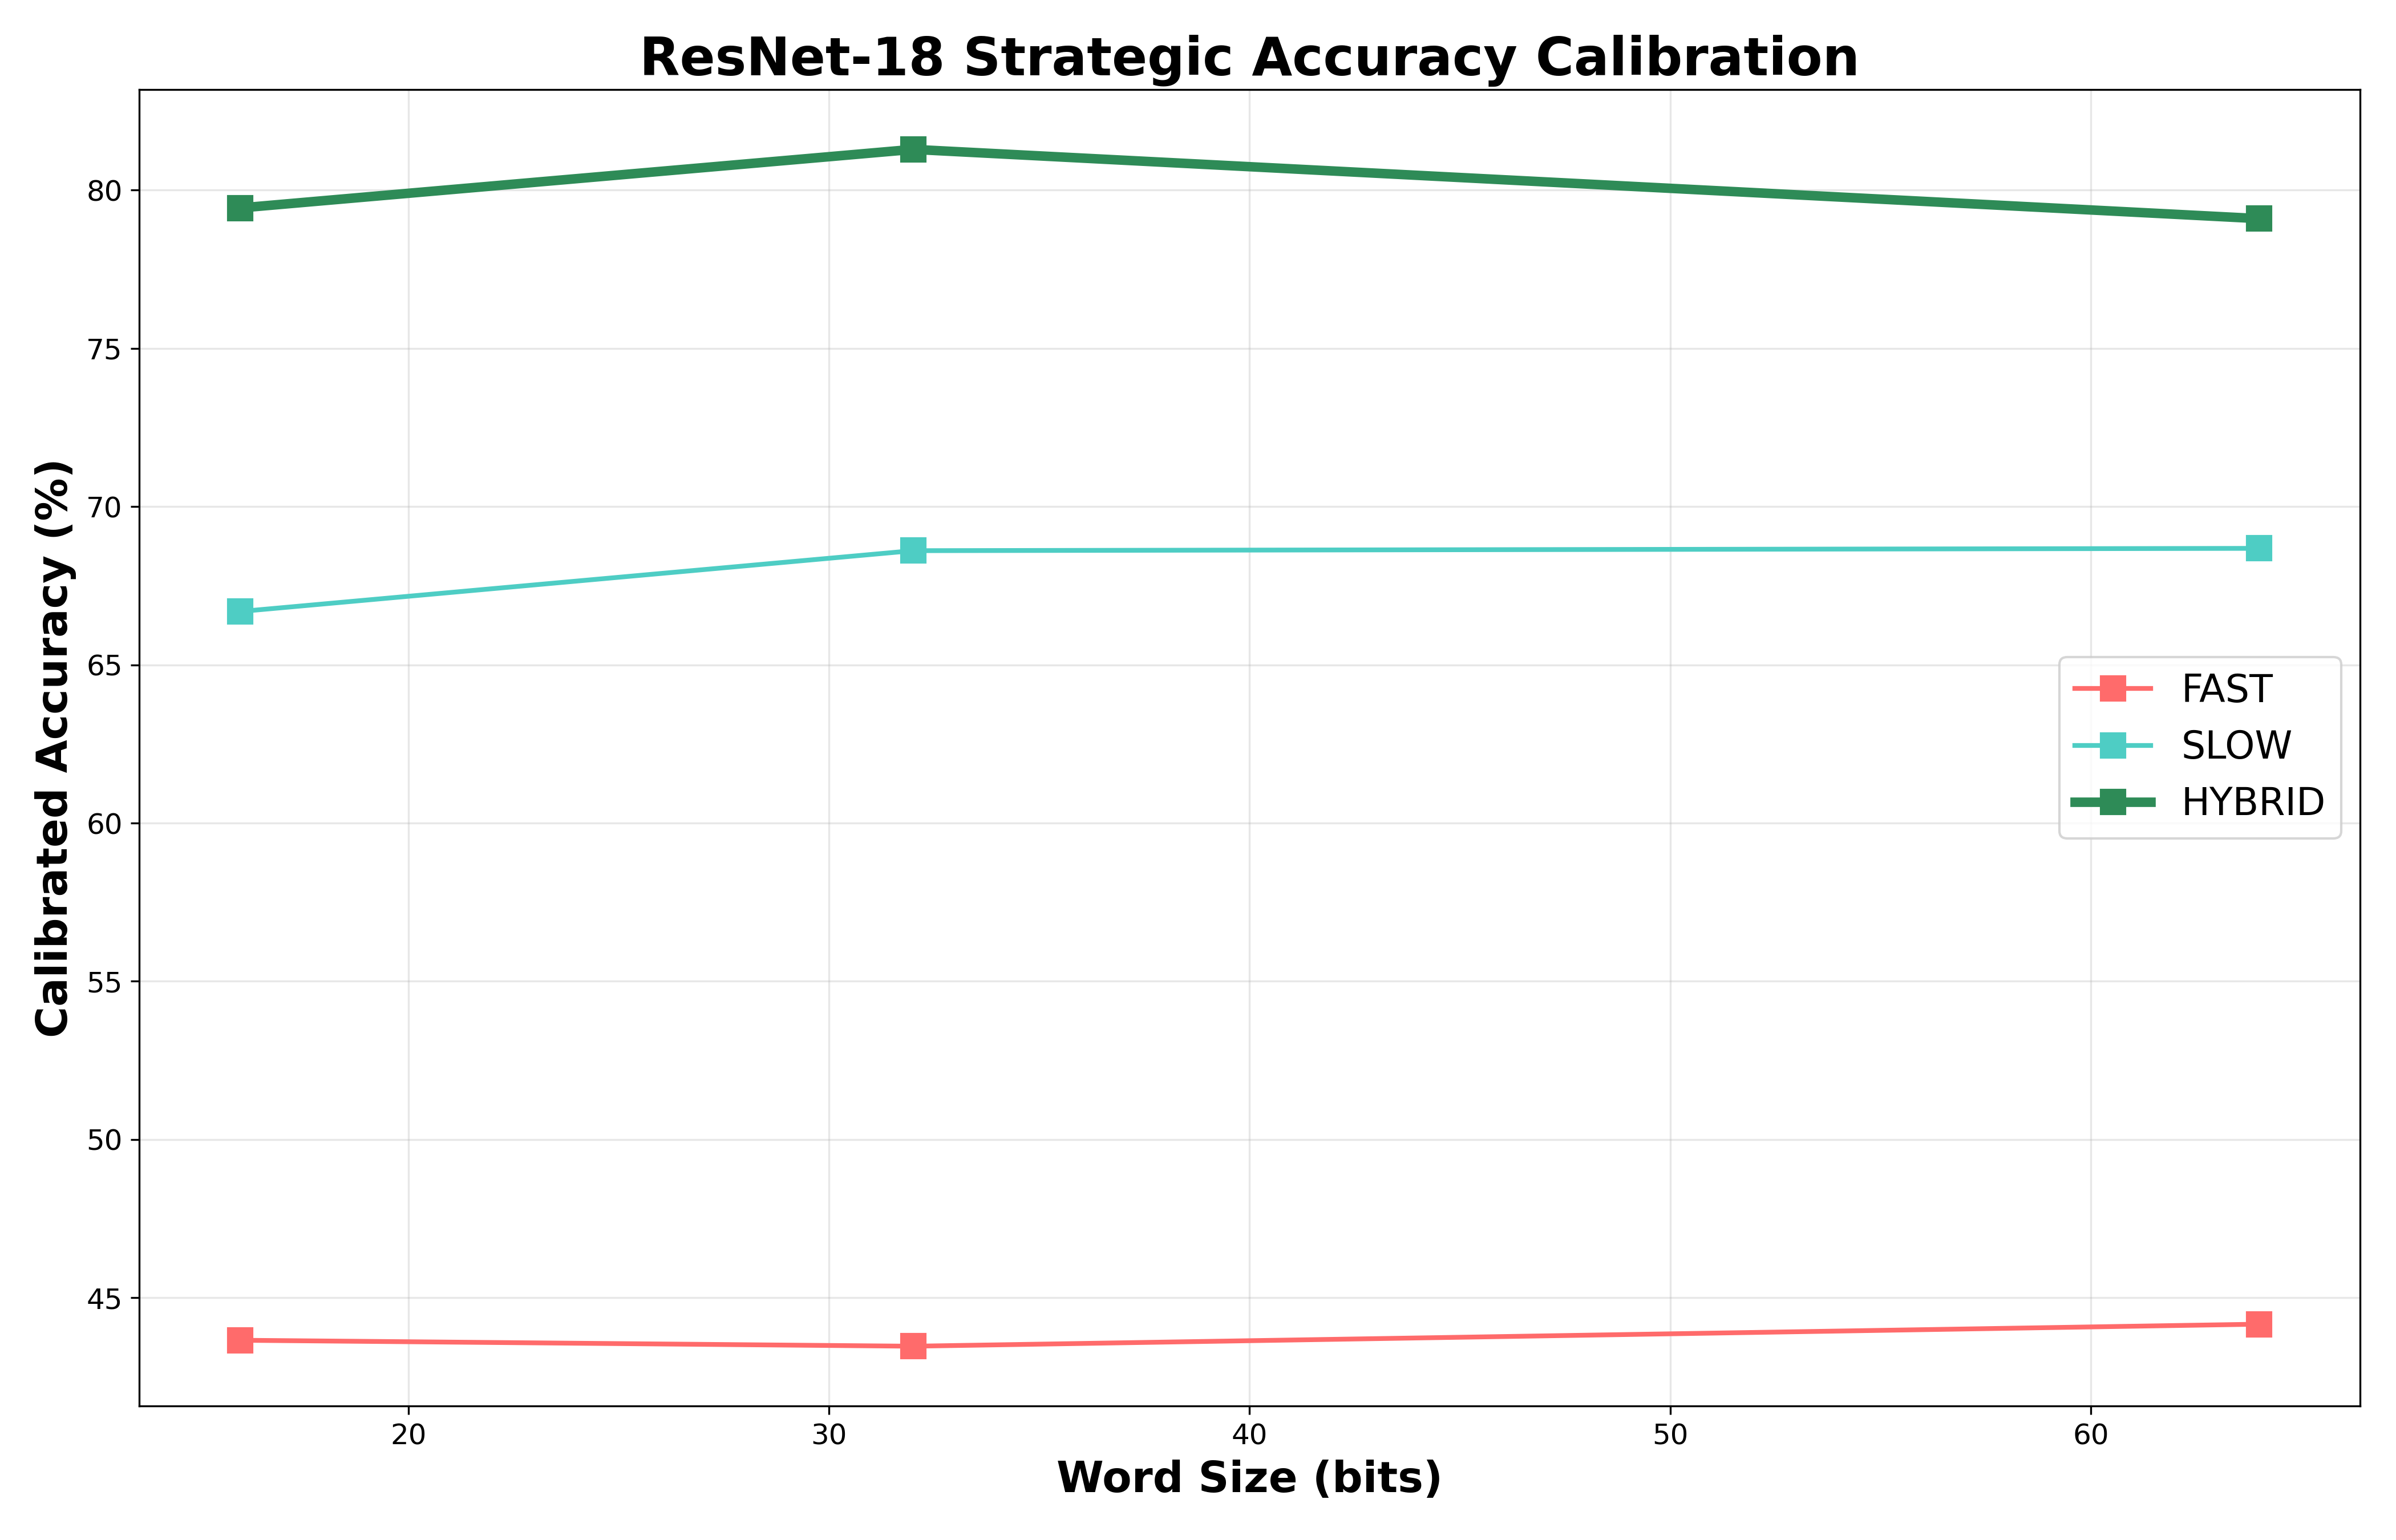 ResNet-18 Strategic Accuracy Calibration
Calibrated Accuracy (%)
80
75
70
65
60
55
50
45
FAST
SLOW
HYBRID
20 30 40 50 60
Word Size (bits)